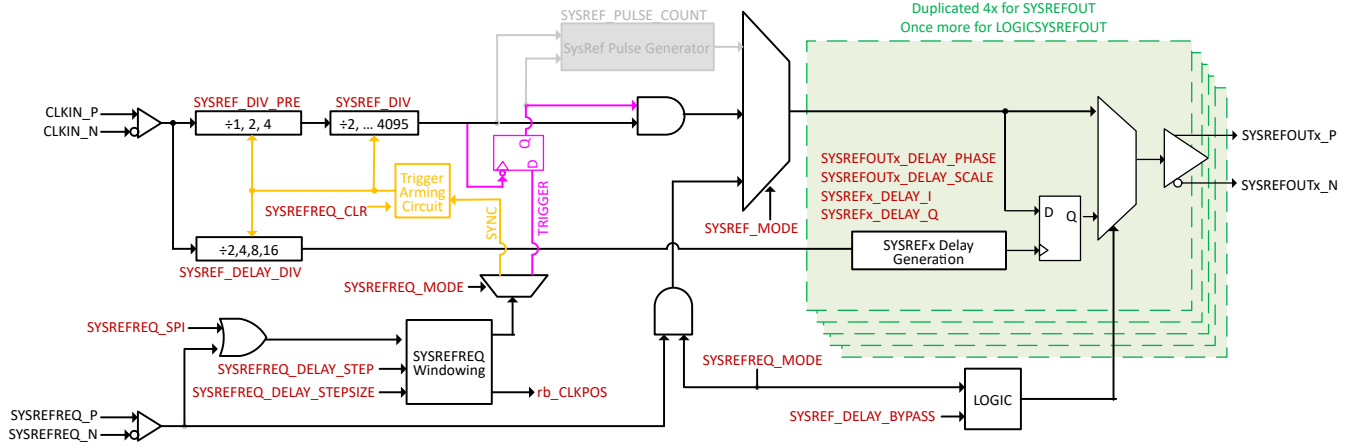 Duplicated 4x for SYSREFOUT
Once more for LOGICSYSREFOUT
SYSREF_PULSE_COUNT
SysRef Pulse Generator
CLKIN_P
CLKIN_N
SYSREF_DIV_PRE
÷1, 2, 4
SYSREF_DIV
÷2, ... 4095
Q
D
TRIGGER
Trigger
Arming
Circuit
SYSREFREQ_CLR
SYNC
÷2,4,8,16
SYSREF_DELAY_DIV
SYSREF_MODE
SYSREFOUTx_DELAY_PHASE
SYSREFOUTx_DELAY_SCALE
SYSREFx_DELAY_I
SYSREFx_DELAY_Q
SYSREFx Delay
Generation
D
Q
SYSREFOUTx_P
SYSREFOUTx_N
SYSREFREQ_MODE
SYSREFREQ_SPI
SYSREFREQ
Windowing
SYSREFREQ_DELAY_STEP
SYSREFREQ_DELAY_STEPSIZE
rb_CLKPOS
SYSREFREQ_MODE
SYSREF_DELAY_BYPASS
LOGIC
SYSREFREQ_P
SYSREFREQ_N